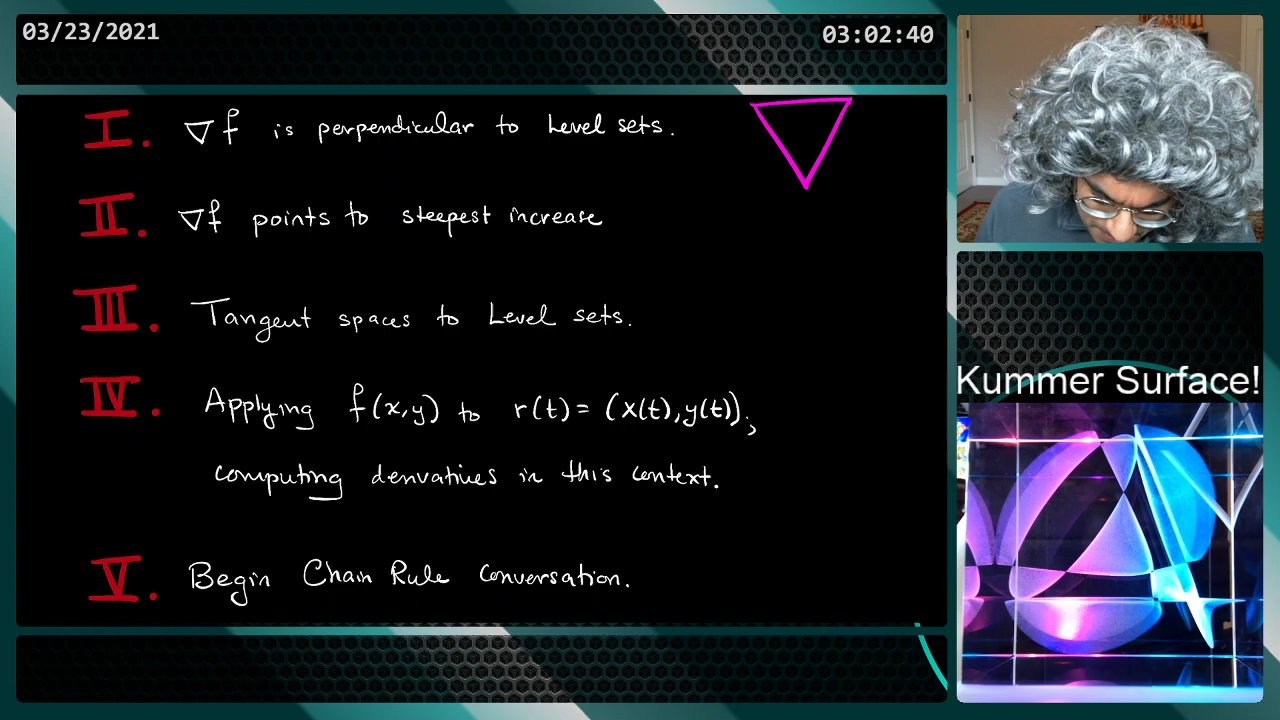 03/23/2021
03:02:40
I. ∇f is perpendicular to Level sets.
II. ∇f points to steepest increase
III. Tangent spaces to Level sets.
IV. Applying f(x,y) to r(t) = (x(t),y(t));
computing derivatives in this context.
V. Begin Chain Rule conversation.
Kummer Surface!